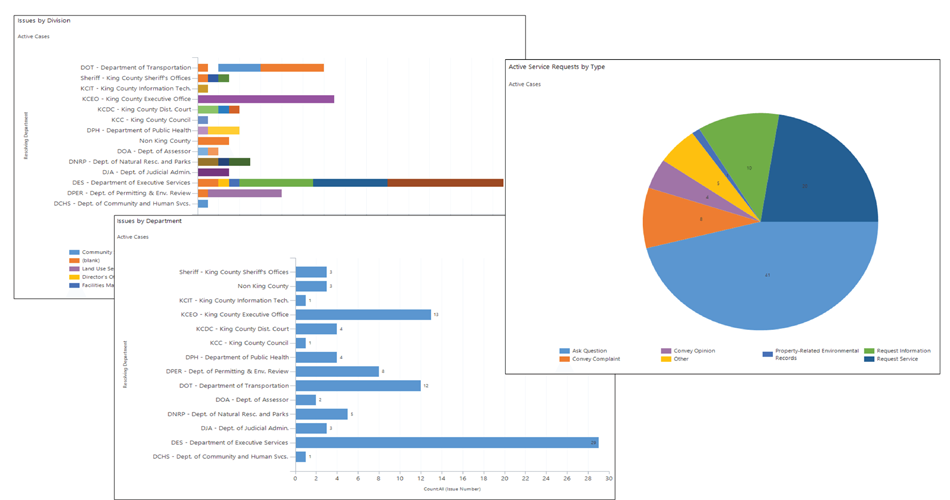 Issues by Division
Active Cases
Resolving Department
DOT - Department of Transportation
Sheriff - King County Sheriff's Offices
KCIT - King County Information Tech.
KCEO - King County Executive Office
KCDC - King County Dist. Court
KCC - King County Council
DPH - Department of Public Health
Non King County
DOA - Dept. of Assessor
DNRP - Dept. of Natural Resc. and Parks
DJA - Dept. of Judicial Admin.
DES - Department of Executive Services
DPER - Dept. of Permitting & Env. Review
DCHS - Dept. of Community and Human Svcs.
Community
(blank)
Land Use Se
Director's O
Facilities Ma
Issues by Department
Active Cases
Resolving Department
Sheriff - King County Sheriff's Offices 3
Non King County 3
KCIT - King County Information Tech. 1
KCEO - King County Executive Office 13
KCDC - King County Dist. Court 4
KCC - King County Council 1
DPH - Department of Public Health 4
DPER - Dept. of Permitting & Env. Review 8
DOT - Department of Transportation 12
DOA - Dept. of Assessor 2
DNRP - Dept. of Natural Resc. and Parks 5
DJA - Dept. of Judicial Admin. 3
DES - Department of Executive Services 29
DCHS - Dept. of Community and Human Svcs. 1
0 2 4 6 8 10 12 14 16 18 20 22 24 26 28 30
CountAll (Issue Number)
Active Service Requests by Type
Active Cases
10
4
41
Ask Question
Convey Complaint
Convey Opinion
Other
Property-Related Environmental
Records
Request Information
Request Service